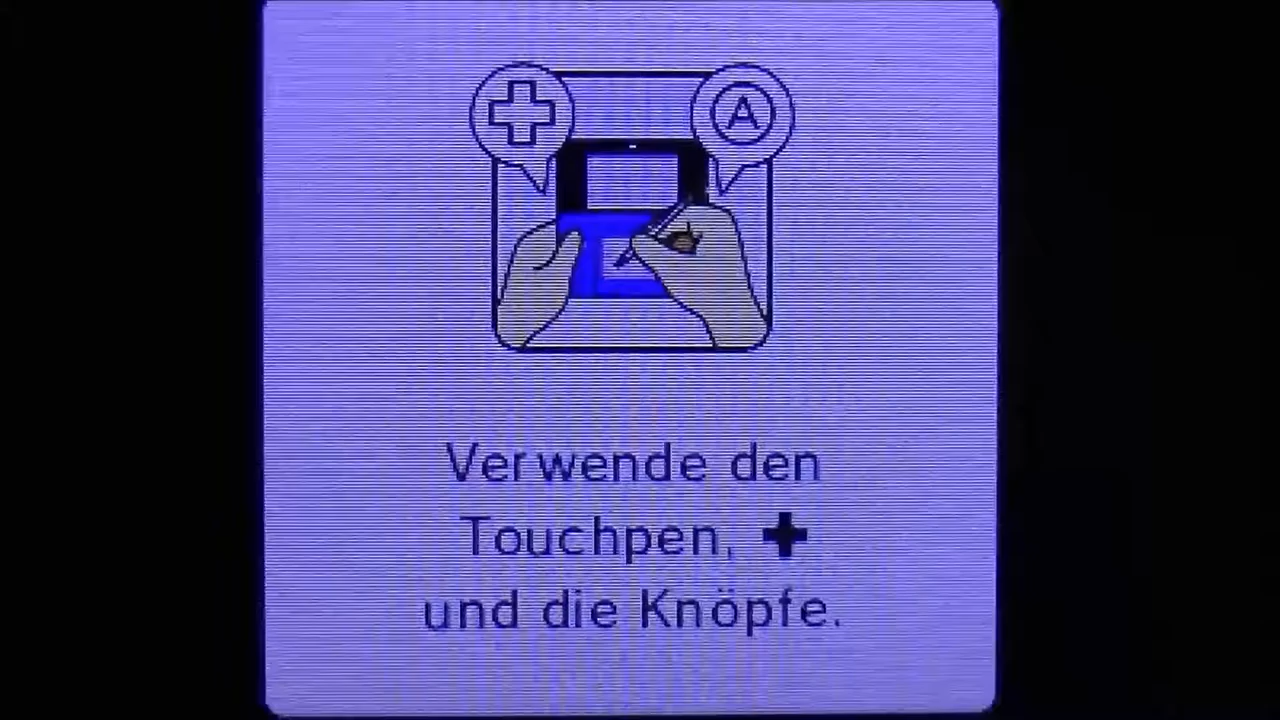 A
Verwende den
Touchpen, ✚
und die Knöpfe.